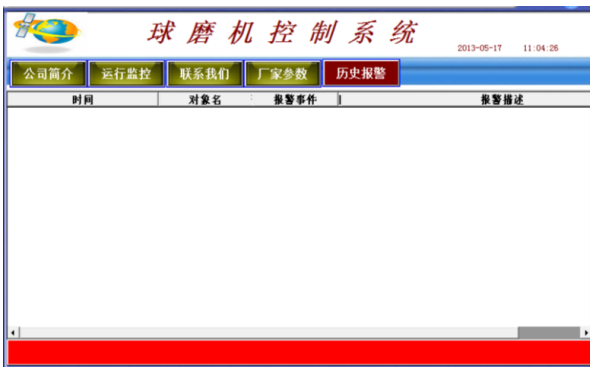 球磨机控制系统
2013-05-17 11:04:26
公司简介 运行监控 联系我们 厂家参数 历史报警
时间 对象名 报警事件 报警描述